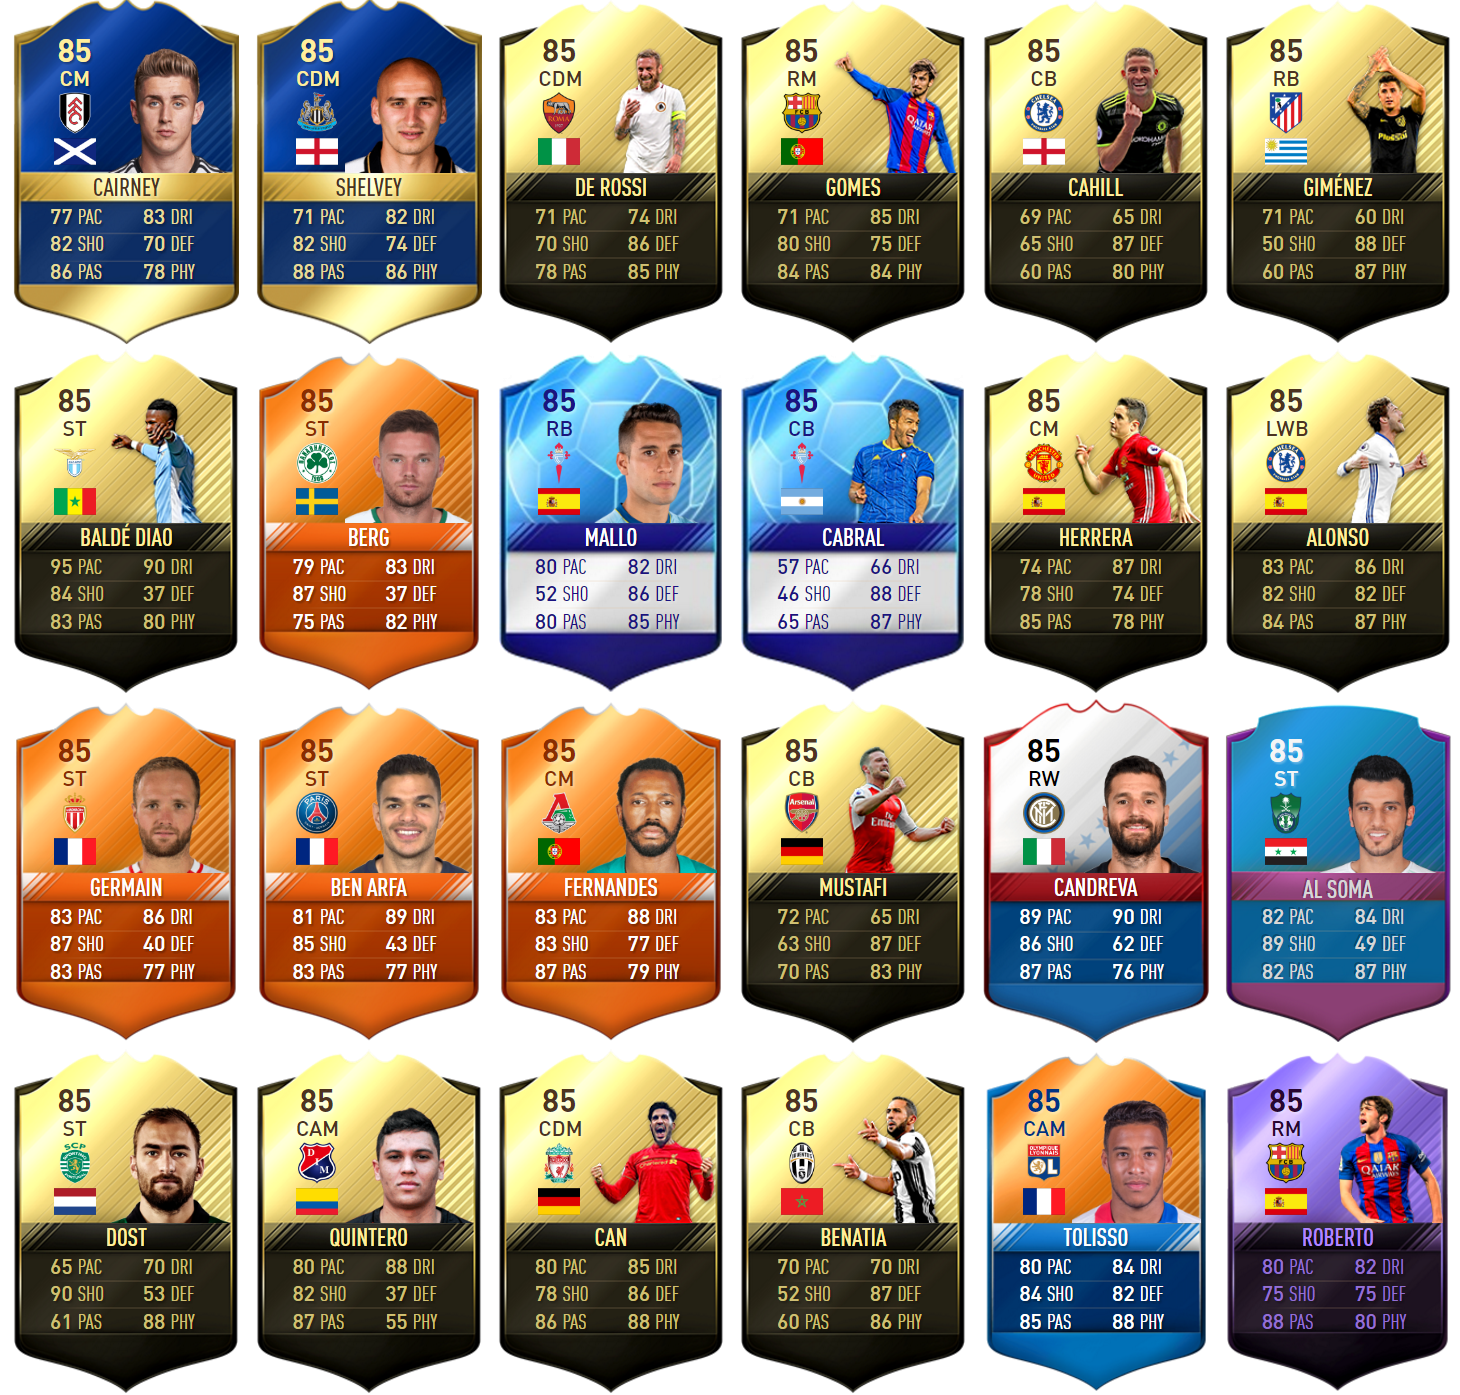 85
CM
CAIRNEY
77 PAC 83 DRI
82 SHO 70 DEF
86 PAS 78 PHY
85
CDM
SHELVEY
71 PAC 82 DRI
82 SHO 74 DEF
88 PAS 86 PHY
85
CDM
DE ROSSI
71 PAC 74 DRI
70 SHO 86 DEF
78 PAS 85 PHY
85
RM
QATAR
GOMES
71 PAC 85 DRI
80 SHO 75 DEF
84 PAS 84 PHY
85
CB
CAHILL
69 PAC 65 DRI
65 SHO 87 DEF
60 PAS 80 PHY
85
RB
GIMÉNEZ
71 PAC 60 DRI
50 SHO 88 DEF
60 PAS 87 PHY
85
ST
BALDÉ DIAO
95 PAC 90 DRI
84 SHO 37 DEF
83 PAS 80 PHY
85
ST
BERG
79 PAC 83 DRI
87 SHO 37 DEF
75 PAS 82 PHY
85
RB
MALLO
80 PAC 82 DRI
52 SHO 86 DEF
80 PAS 85 PHY
85
CB
CABRAL
57 PAC 66 DRI
46 SHO 88 DEF
65 PAS 87 PHY
85
CM
HERRERA
74 PAC 87 DRI
78 SHO 74 DEF
85 PAS 78 PHY
85
LWB
ALONSO
83 PAC 86 DRI
82 SHO 82 DEF
84 PAS 87 PHY
85
ST
GERMAIN
83 PAC 86 DRI
87 SHO 40 DEF
83 PAS 77 PHY
85
ST
PARIS
BEN ARFA
81 PAC 89 DRI
85 SHO 43 DEF
83 PAS 77 PHY
85
CM
FERNANDES
83 PAC 88 DRI
83 SHO 77 DEF
87 PAS 79 PHY
85
CB
Arsenal
MUSTAFI
72 PAC 65 DRI
63 SHO 87 DEF
70 PAS 83 PHY
85
RW
CANDREVA
89 PAC 90 DRI
86 SHO 62 DEF
87 PAS 76 PHY
85
ST
AL SOMA
82 PAC 84 DRI
89 SHO 49 DEF
82 PAS 87 PHY
85
ST
SCP
DOST
65 PAC 70 DRI
90 SHO 53 DEF
61 PAS 88 PHY
85
CAM
DIM
QUINTERO
80 PAC 88 DRI
82 SHO 37 DEF
87 PAS 55 PHY
85
CDM
CAN
80 PAC 85 DRI
78 SHO 86 DEF
86 PAS 88 PHY
85
CB
BENATIA
70 PAC 70 DRI
52 SHO 87 DEF
60 PAS 86 PHY
85
CAM
OLYMPIQUE
LYONNAIS
OL
TOLISSO
80 PAC 84 DRI
84 SHO 82 DEF
85 PAS 88 PHY
85
RM
QATAR
AIRWAYS
ROBERTO
80 PAC 82 DRI
75 SHO 75 DEF
88 PAS 80 PHY